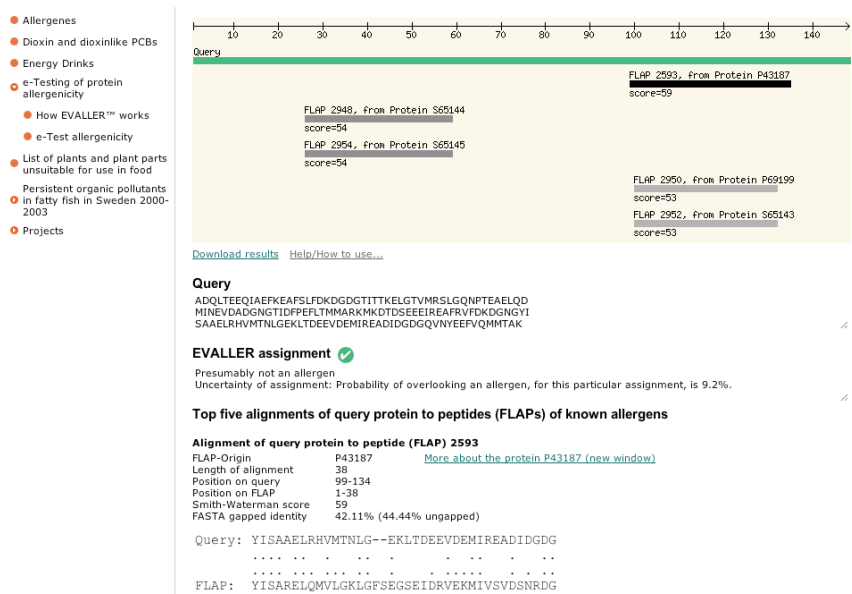 Allergenes
Dioxin and dioxinlike PCBs
Energy Drinks
e-Testing of protein
allergenicity
How EVALLER™ works
e-Test allergenicity
List of plants and plant parts
unsuitable for use in food
Persistent organic pollutants
in fatty fish in Sweden 2000-
2003
Projects
10 20 30 40 50 60 70 80 90 100 110 120 130 140
Query
FLAP 2593, from Protein P43187
score=59
FLAP 2948, from Protein S65144
score=54
FLAP 2954, from Protein S65145
score=54
FLAP 2950, from Protein P69199
score=53
FLAP 2952, from Protein S65143
score=53
Download results Help/How to use...
Query
ADQLTEEQIAEFKEAFSLFDKDGDGTITTKELGTVMRSLGQNPTEAELQD
MINEVDADGNGTIDFPEFLTMMARKMKDTDSEEEIREAFRVFDKDGNGYI
SAAELRHVMTNLGEKLTDEEVDEMIREADIDGDGQVNYEEFVQMMTAK
EVALLER assignment
Presumably not an allergen
Uncertainty of assignment: Probability of overlooking an allergen, for this particular assignment, is 9.2%.
Top five alignments of query protein to peptides (FLAPs) of known allergens
Alignment of query protein to peptide (FLAP) 2593
FLAP-Origin P43187 More about the protein P43187 (new window)
Length of alignment 38
Position on query 99-134
Position on FLAP 1-38
Smith-Waterman score 59
FASTA gapped identity 42.11% (44.44% ungapped)
Query: YISAAELRHVMTNLG--EKLTDEEVDEMIREADIDGDG
FLAP: YISARELQMVLGKLGFSEGSEIDRVEKMIVSVDSNRDG